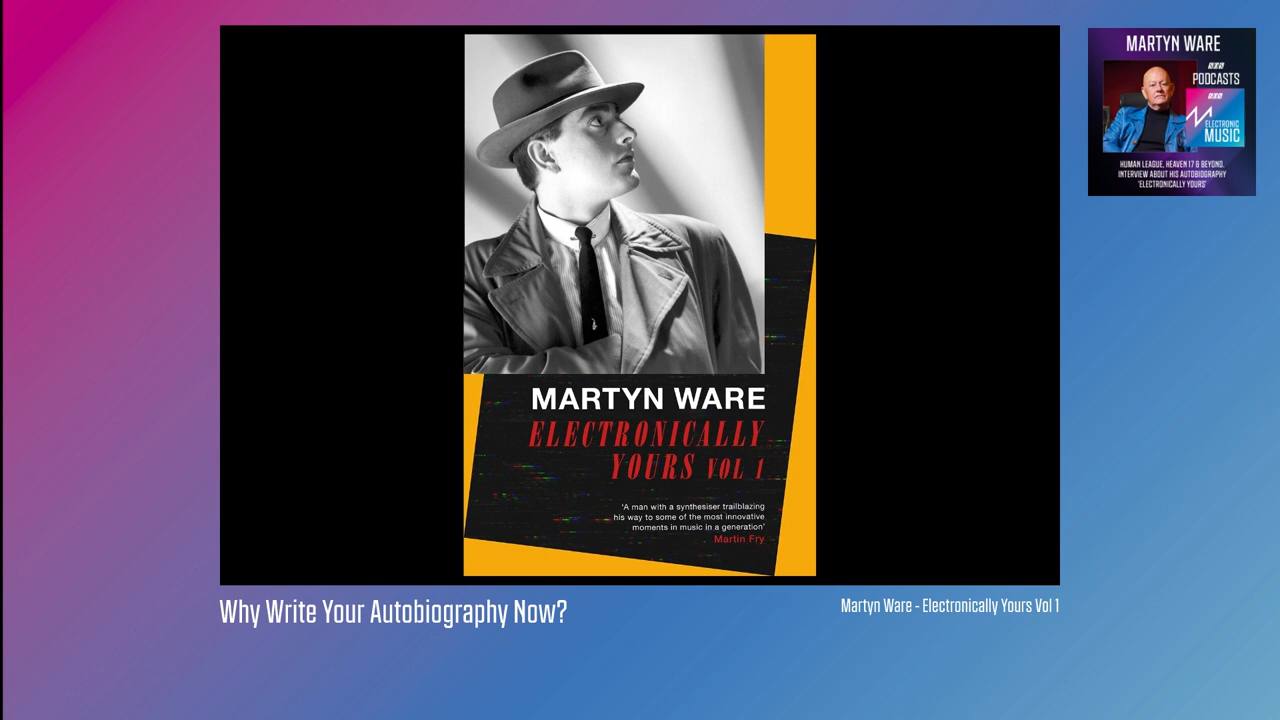 MARTYN WARE
ELECTRONICALLY
YOURS VOL 1
'A man with a synthesiser trailblazing
his way to some of the most innovative
moments in music in a generation'
Martin Fry
Why Write Your Autobiography Now?
Martyn Ware - Electronically Yours Vol 1
MARTYN WARE
PODCASTS
ELECTRONIC
MUSIC
HUMAN LEAGUE, HEAVEN 17 & BEYOND.
INTERVIEW ABOUT HIS AUTOBIOGRAPHY
'ELECTRONICALLY YOURS'